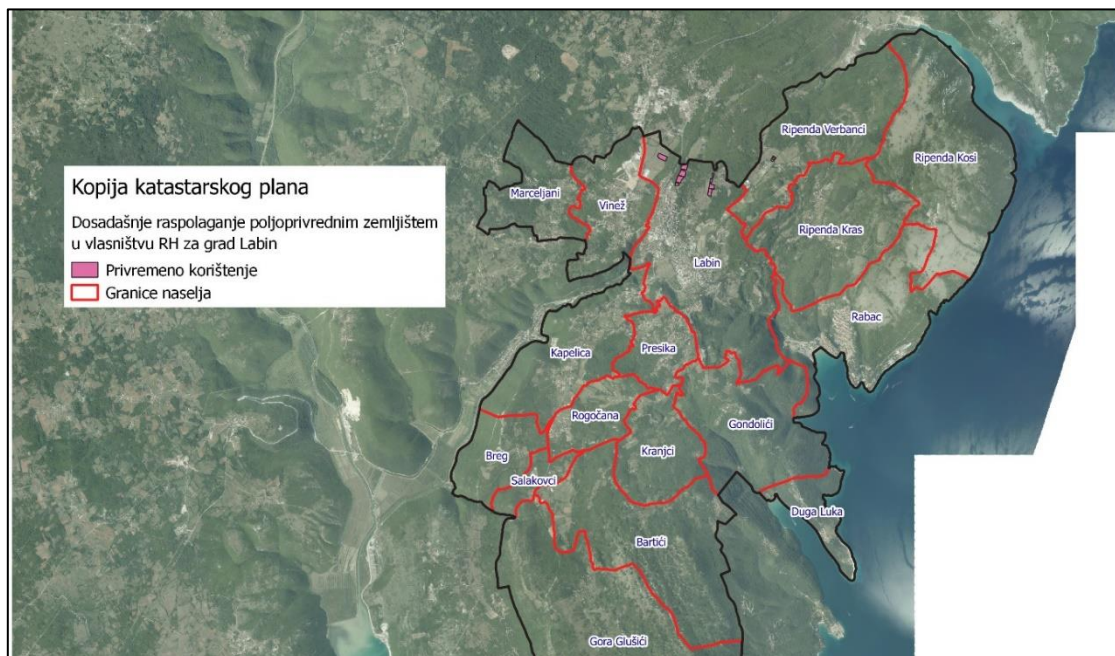 Kopija katastarskog plana
Dosadašnje raspolaganje poljoprivrednim zemljištem
u vlasništvu RH za grad Labin
Privremeno korištenje
Granice naselja
Ripenda Verbanci
Ripenda Kosi
Marceljani
Vinež
Ripenda Kras
Labin
Rabac
Kapelica
Presika
Rogočana
Gondolići
Breg
Kranjci
Salakovci
Duga Luka
Bartići
Gora Glušići